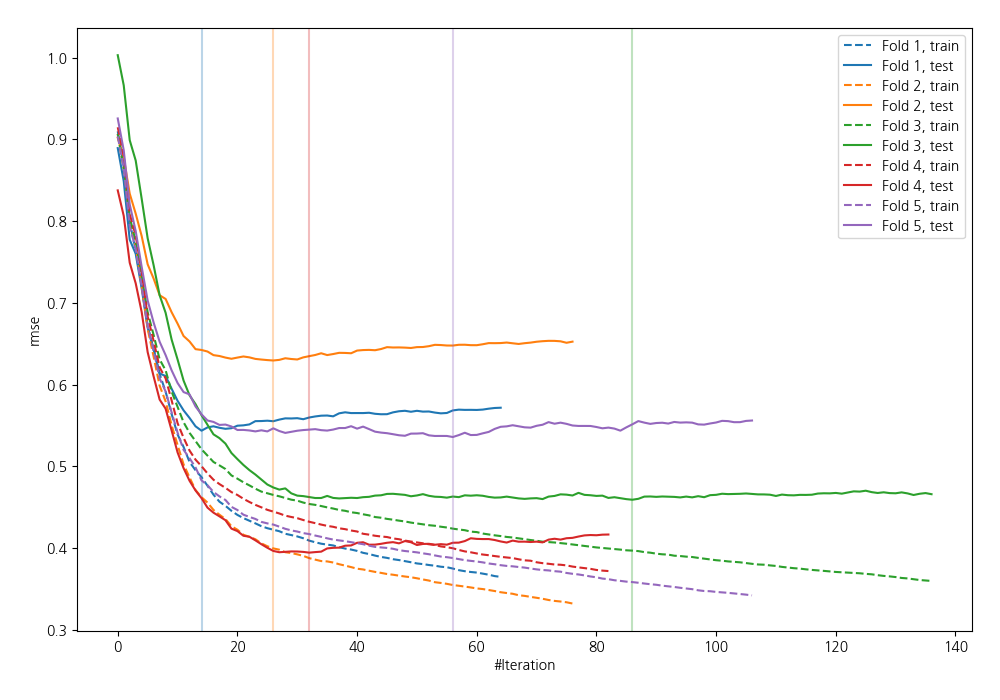 1.0
0.9
0.8
0.7
0.6
0.5
0.4
0.3
rmse
0
20
40
60
80
100
120
140
#Iteration
Fold 1, train
Fold 1, test
Fold 2, train
Fold 2, test
Fold 3, train
Fold 3, test
Fold 4, train
Fold 4, test
Fold 5, train
Fold 5, test